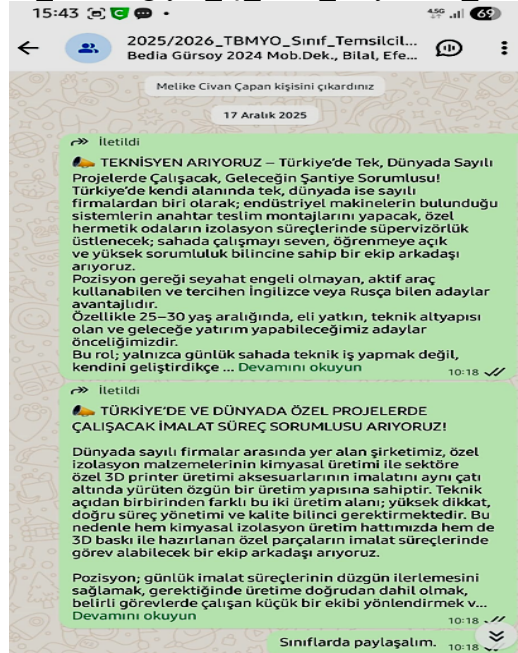 15:43
4.5G
69
2025/2026_TBMYO_Sınıf_Temsilcil...
Bedia Gürsoy 2024 Mob.Dek., Bilal, Efe...
Melike Civan Çapan kişisini çıkardınız
17 Aralık 2025
İletildi
TEKNİSYEN ARIYORUZ – Türkiye’de Tek, Dünyada Sayılı
Projelerde Çalışacak, Geleceğin Şantiye Sorumlusu!
Türkiye’de kendi alanında tek, dünyada ise sayılı
firmalardan biri olarak; endüstriyel makinelerin bulunduğu
sistemlerin anahtar teslim montajlarını yapacak, özel
hermetik odaların izolasyon süreçlerinde süpervizörlük
üstlenecek; sahada çalışmayı seven, öğrenmeye açık
ve yüksek sorumluluk bilincine sahip bir ekip arkadaşı
arıyoruz.
Pozisyon gereği seyahat engeli olmayan, aktif araç
kullanabilen ve tercihen İngilizce veya Rusça bilen adaylar
avantajlıdır.
Özellikle 25–30 yaş aralığında, eli yatkın, teknik altyapısı
olan ve geleceğe yatırım yapabileceğimiz adaylar
önceliğimizdir.
Bu rol; yalnızca günlük sahada teknik iş yapmak değil,
kendini geliştirdikçe ... Devamını okuyun
10:18
İletildi
TÜRKİYE’DE VE DÜNYADA ÖZEL PROJELERDE
ÇALIŞACAK İMALAT SÜREÇ SORUMLUSU ARIYORUZ!
Dünyada sayılı firmalar arasında yer alan şirketimiz, özel
izolasyon malzemelerinin kimyasal üretimi ile sektöre
özel 3D printer üretimi aksesuarlarının imalatını aynı çatı
altında yürüten özgün bir üretim yapısına sahiptir. Teknik
açıdan birbirinden farklı bu iki üretim alanı; yüksek dikkat,
doğru süreç yönetimi ve kalite bilinci gerektirmektedir. Bu
nedenle hem kimyasal izolasyon üretim hattımızda hem de
3D baskı ile hazırlanan özel parçaların imalat süreçlerinde
görev alabilecek bir ekip arkadaşı arıyoruz.
Pozisyon; günlük imalat süreçlerinin düzgün ilerlemesini
sağlamak, gerektiğinde üretime doğrudan dahil olmak,
belirli görevlerde çalışan küçük bir ekibi yönlendirmek v...
Devamını okuyun
10:18
Sınıflarda paylaşalım.
10:18